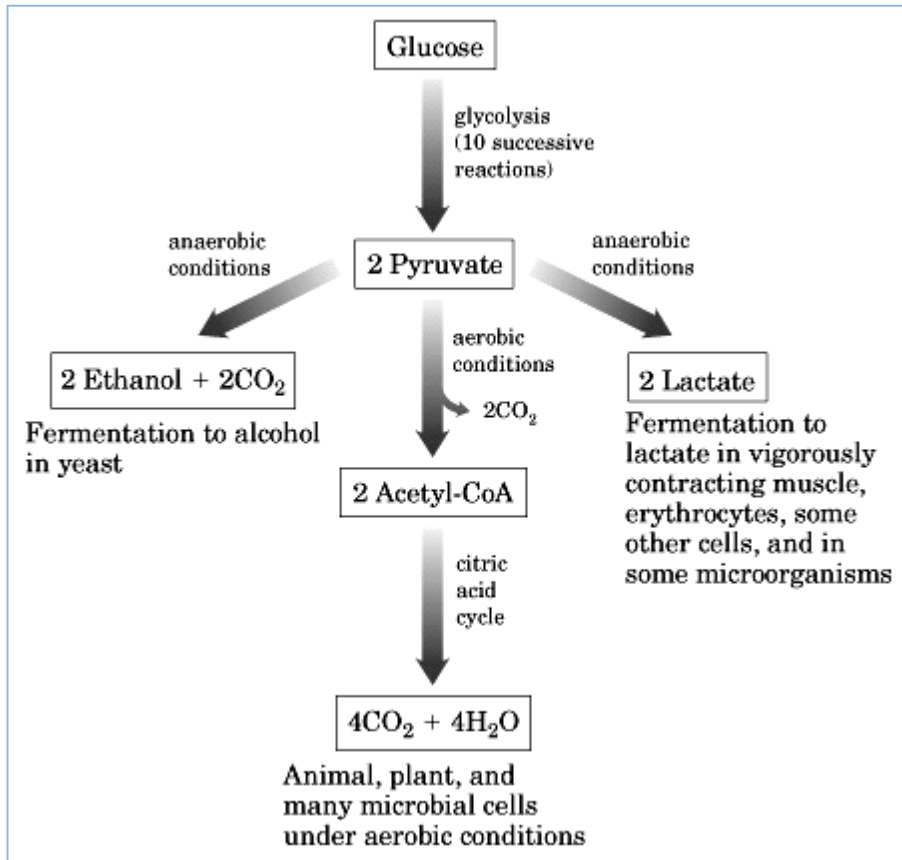 Glucose
glycolysis
(10 successive
reactions)
anaerobic
conditions
2 Pyruvate
anaerobic
conditions
2 Ethanol + 2CO₂
Fermentation to alcohol
in yeast
aerobic
conditions
2CO₂
2 Lactate
Fermentation to
lactate in vigorously
contracting muscle,
erythrocytes, some
other cells, and in
some microorganisms
2 Acetyl-CoA
citric
acid
cycle
4CO₂ + 4H₂O
Animal, plant, and
many microbial cells
under aerobic conditions